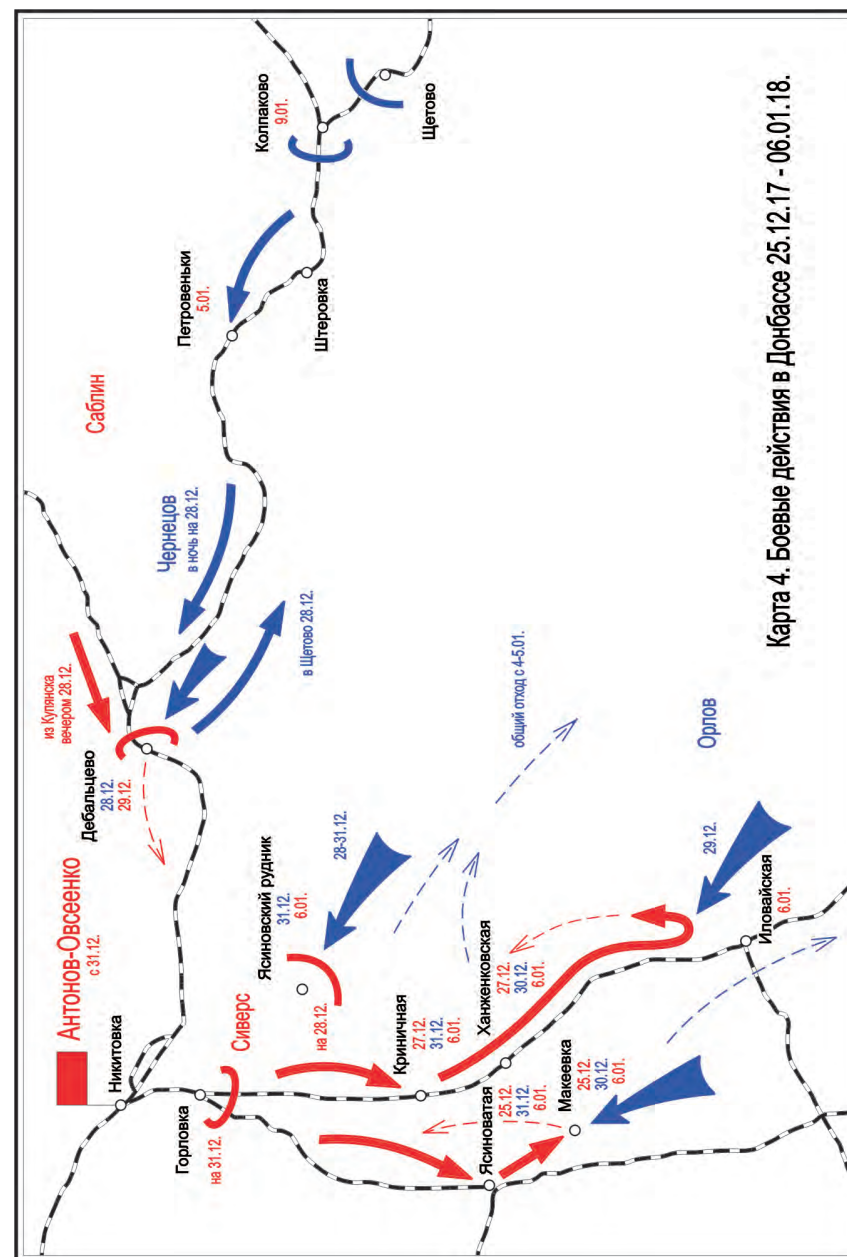 Антонов-Овсеенко
с 31.12.
Никитовка
Горловка
на 31.12.
Сиверс
Дебальцево
28.12.
29.12.
из Купянска
вечером 28.12.
Чернецов
в ночь на 28.12.
в Щетово 28.12.
Саблин
Петровеньки
5.01.
Штеровка
Колпаково
9.01.
Щетово
Ясиновский рудник
31.12.
6.01.
на 28.12.
28-31.12.
общий отход с 4-5.01.
Криничная
27.12.
31.12.
6.01.
Ханженковская
27.12.
30.12.
6.01.
Ясиноватая
25.12.
31.12.
6.01.
Макеевка
25.12.
30.12.
6.01.
29.12.
Орлов
Иловайская
6.01.
Карта 4. Боевые действия в Донбассе 25.12.17 - 06.01.18.